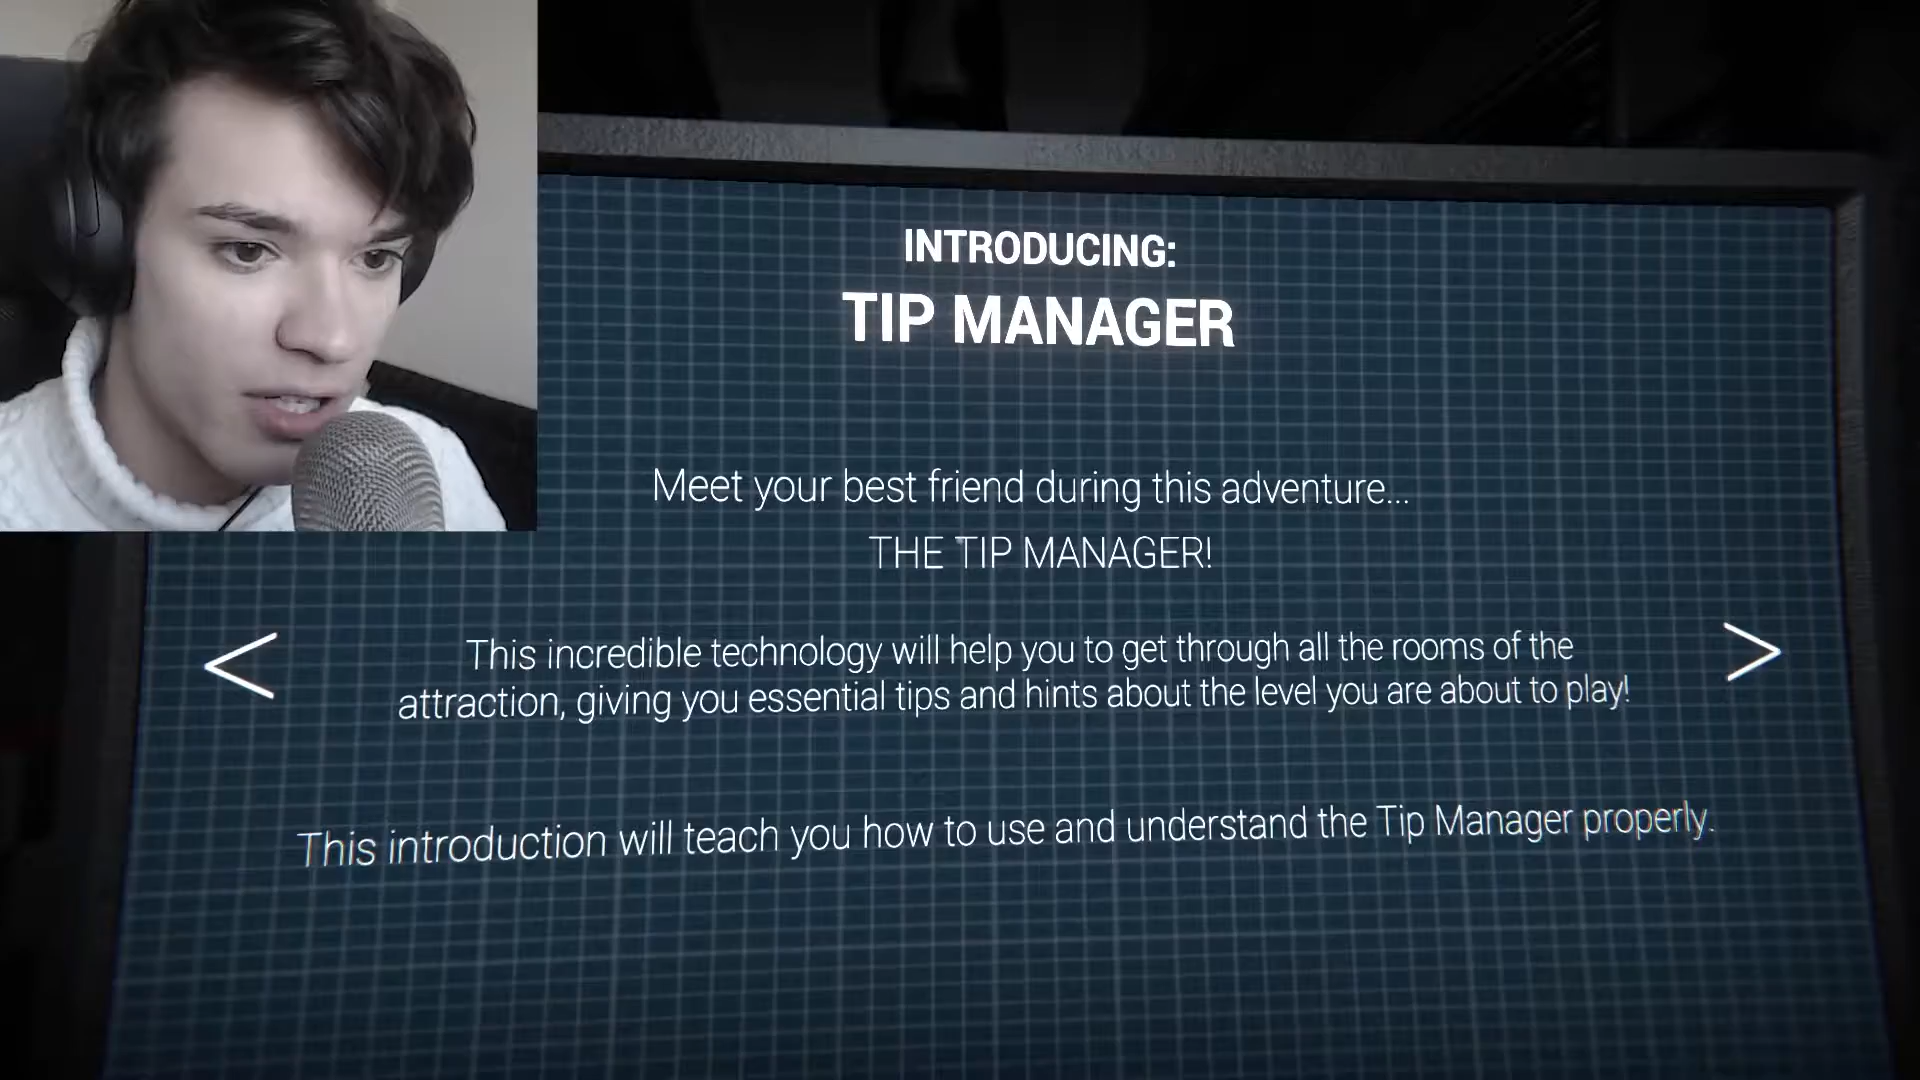 INTRODUCING:
TIP MANAGER
Meet your best friend during this adventure...
THE TIP MANAGER!
This incredible technology will help you to get through all the rooms of the
attraction, giving you essential tips and hints about the level you are about to play!
This introduction will teach you how to use and understand the Tip Manager properly.